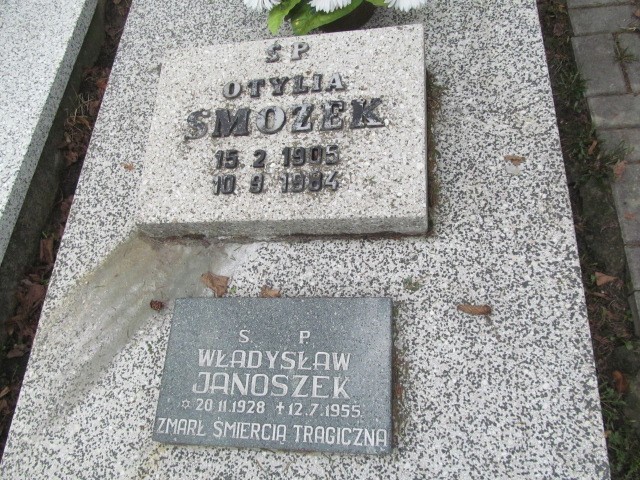 Ś P
OTYLIA
SMOZEK
15 2 1905
10 9 1984
S. P.
WŁADYSŁAW
JANOSZEK
☆ 20.11.1928 ✝ 12.7.1955
ZMARŁ ŚMIERCIĄ TRAGICZNĄ